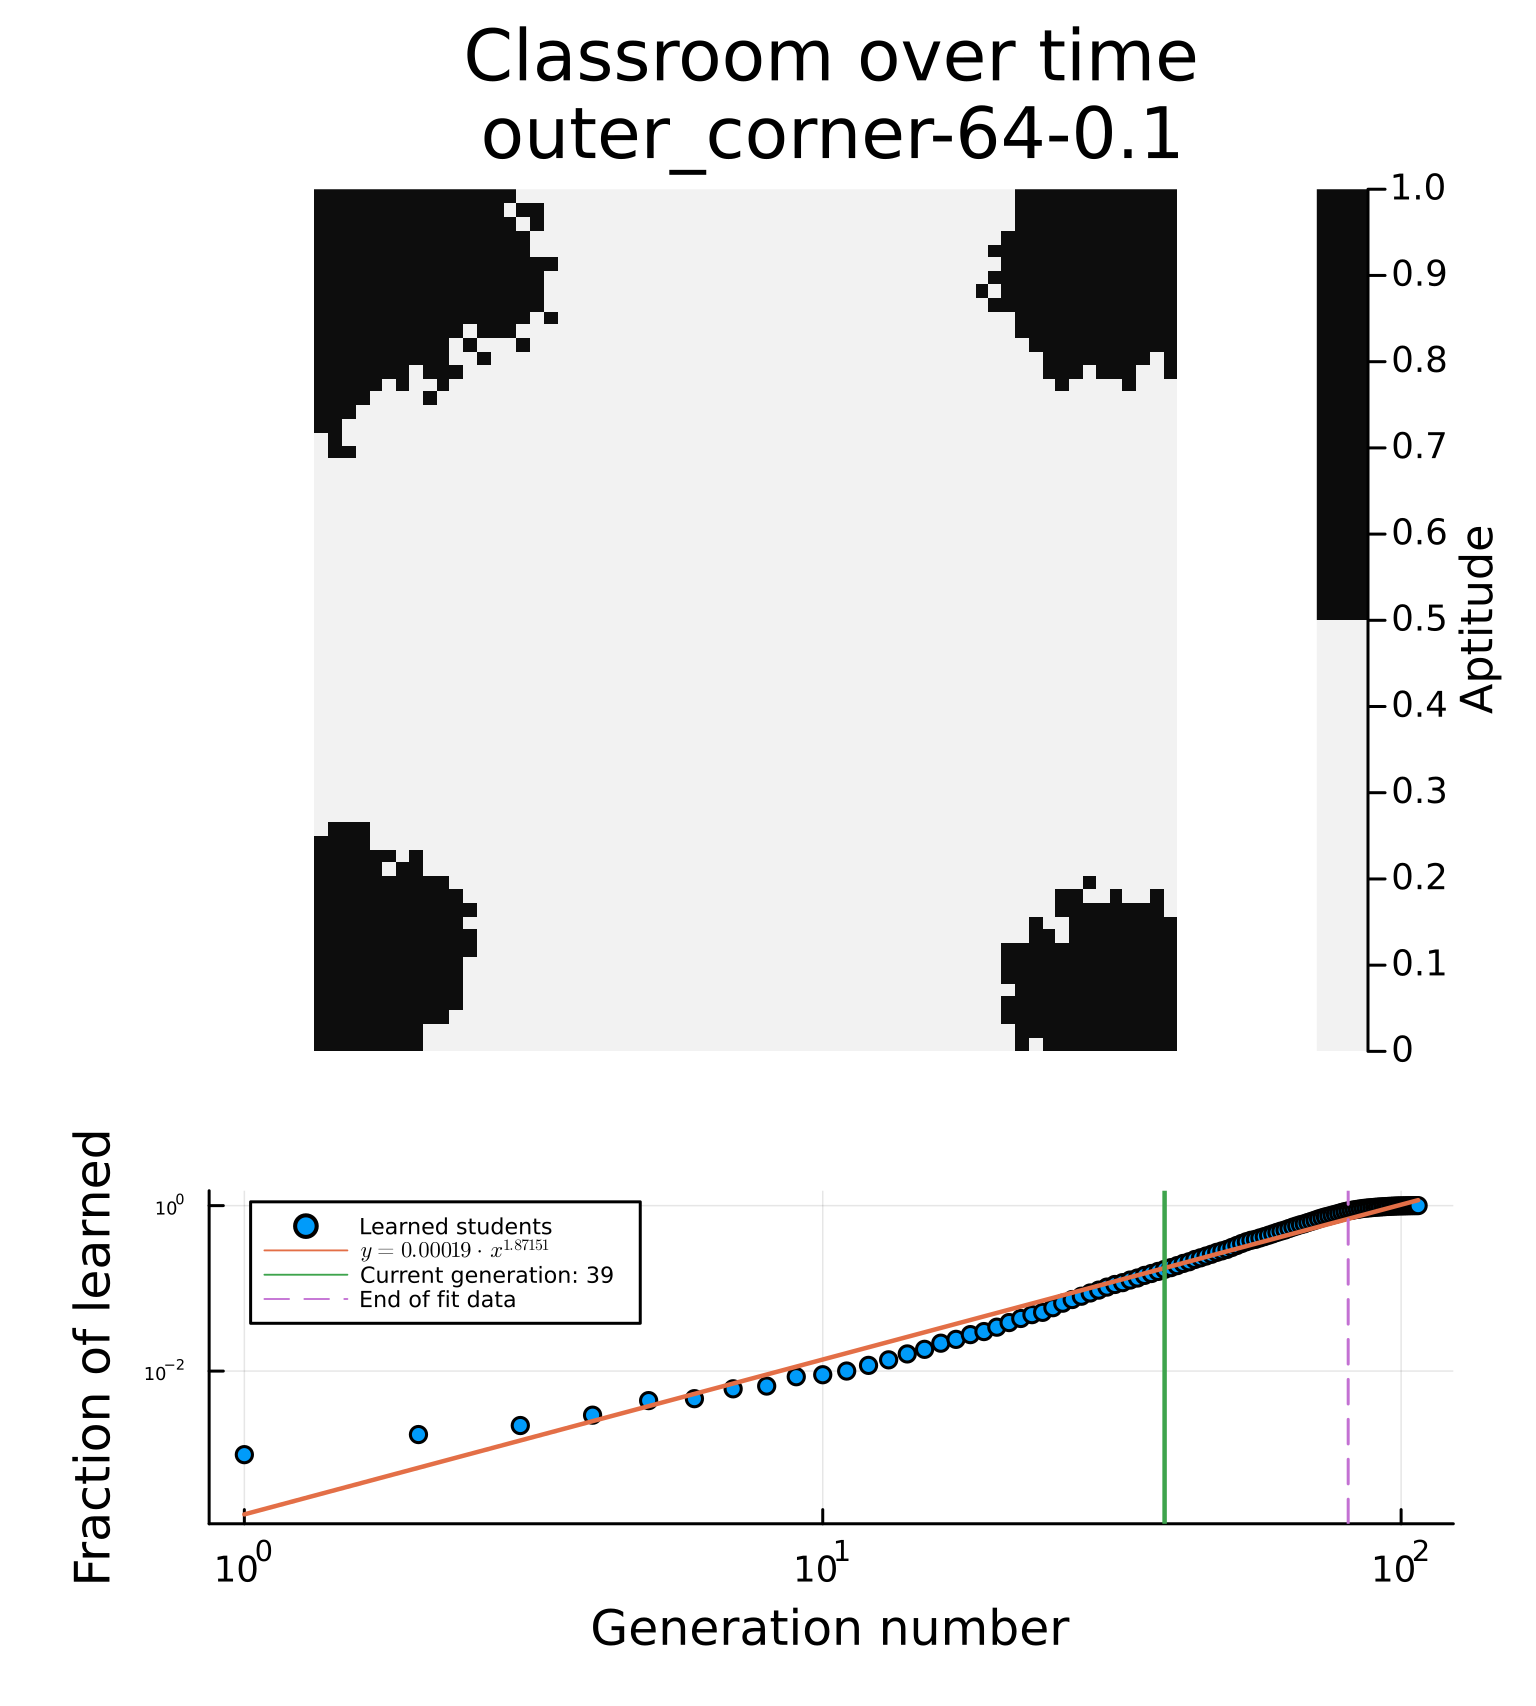 Classroom over time
outer_corner-64-0.1
1.0
0.9
0.8
0.7
0.6
0.5
0.4
0.3
0.2
0.1
0
Aptitude
Fraction of learned
10^0
10^-2
Learned students
y = 0.00019 · x^1.87151
Current generation: 39
End of fit data
10^0
10^1
10^2
Generation number